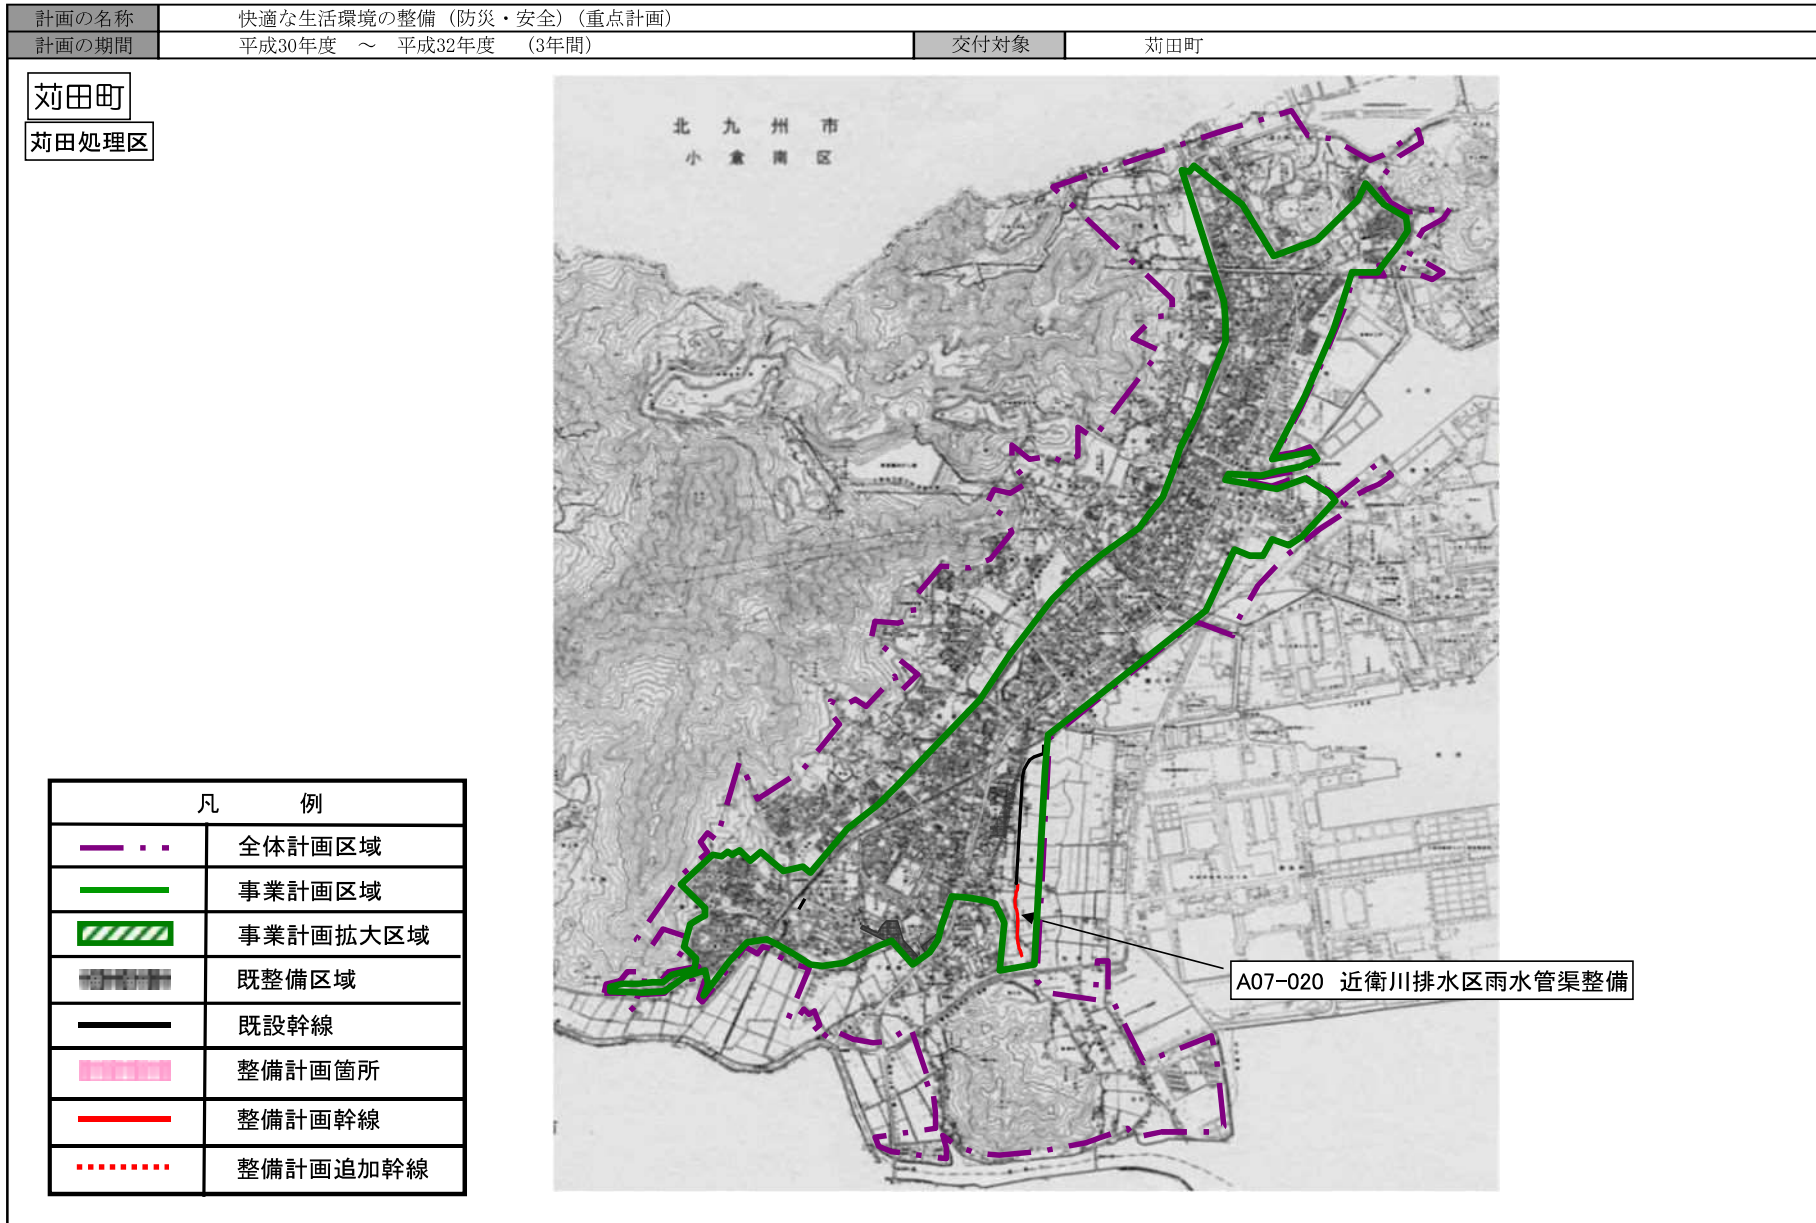 計画の名称 快適な生活環境の整備（防災・安全）（重点計画）
計画の期間 平成30年度 ～ 平成32年度 （3年間） 交付対象 苅田町
苅田町
苅田処理区
北九州市
小倉南区
凡例
全体計画区域
事業計画区域
事業計画拡大区域
既整備区域
既設幹線
整備計画箇所
整備計画幹線
整備計画追加幹線
A07-020 近衛川排水区雨水管渠整備